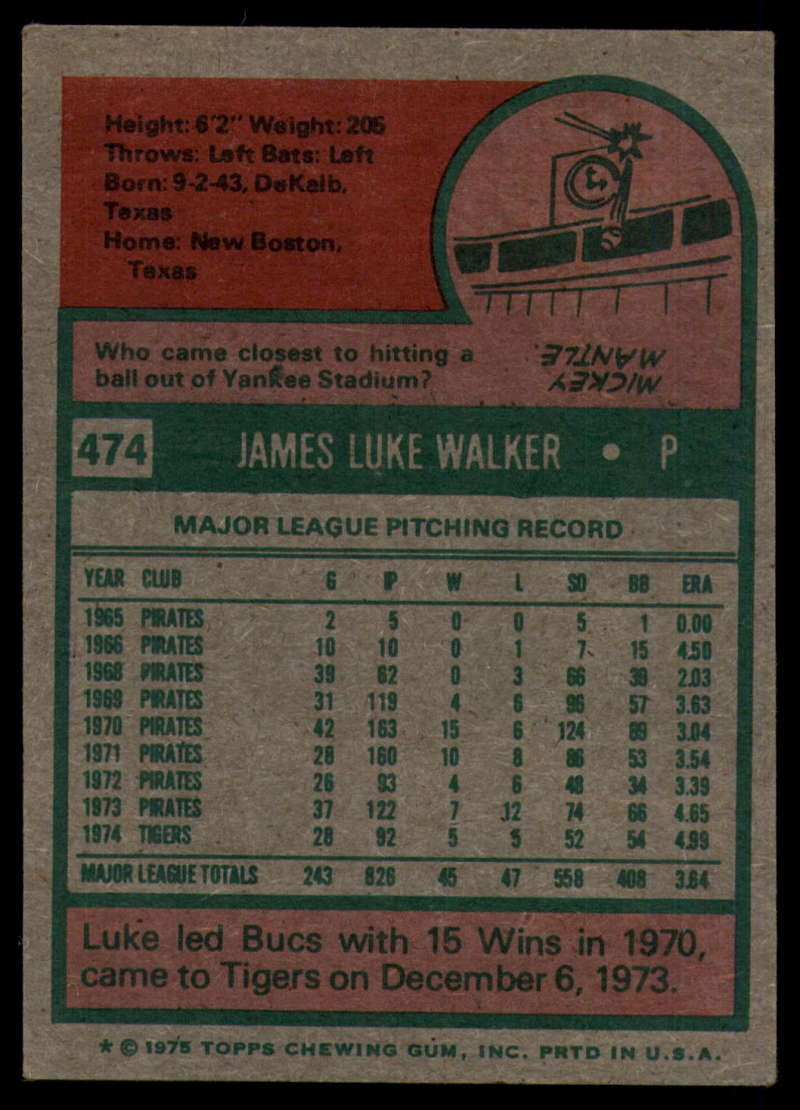 Height: 6'2" Weight: 205
Throws: Left Bats: Left
Born: 9-2-43, DeKalb,
Texas
Home: New Boston,
Texas
Who came closest to hitting a
ball out of Yankee Stadium?
MICKEY
MANTLE.
474 JAMES LUKE WALKER • P
MAJOR LEAGUE PITCHING RECORD
YEAR CLUB G IP W L SO BB ERA
1965 PIRATES 2 5 0 0 5 1 0.00
1966 PIRATES 10 10 0 1 7 15 4.50
1968 PIRATES 39 62 0 3 66 39 2.03
1969 PIRATES 31 119 4 6 96 57 3.63
1970 PIRATES 42 163 15 6 124 89 3.04
1971 PIRATES 28 160 10 8 86 53 3.54
1972 PIRATES 26 93 4 6 48 34 3.39
1973 PIRATES 37 122 7 12 74 66 4.65
1974 TIGERS 28 92 5 5 52 54 4.99
MAJOR LEAGUE TOTALS 243 826 45 47 558 408 3.64
Luke led Bucs with 15 Wins in 1970,
came to Tigers on December 6, 1973.
* © 1975 TOPPS CHEWING GUM, INC. PRTD IN U.S.A.